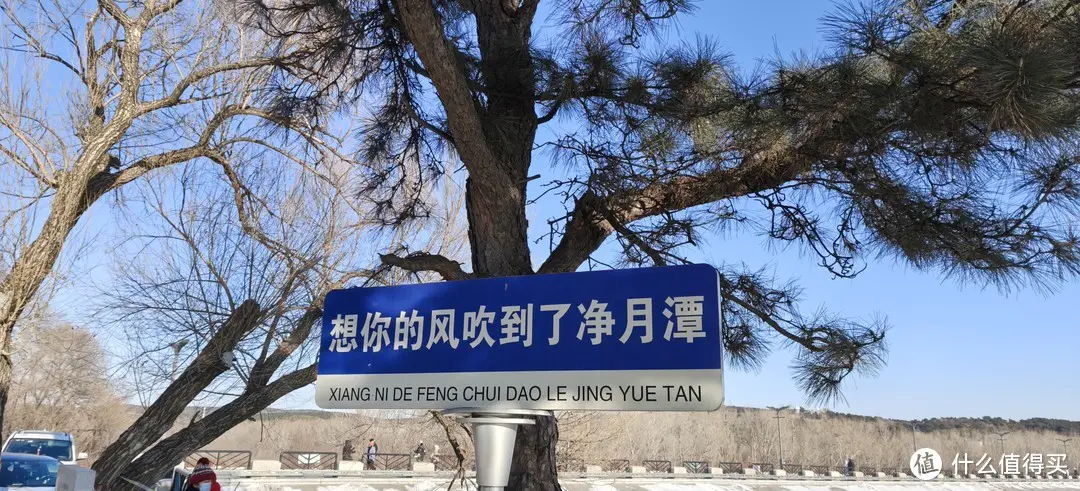 想你的风吹到了净月潭
XIANG NI DE FENG CHUI DAO LE JING YUE TAN
值 什么值得买